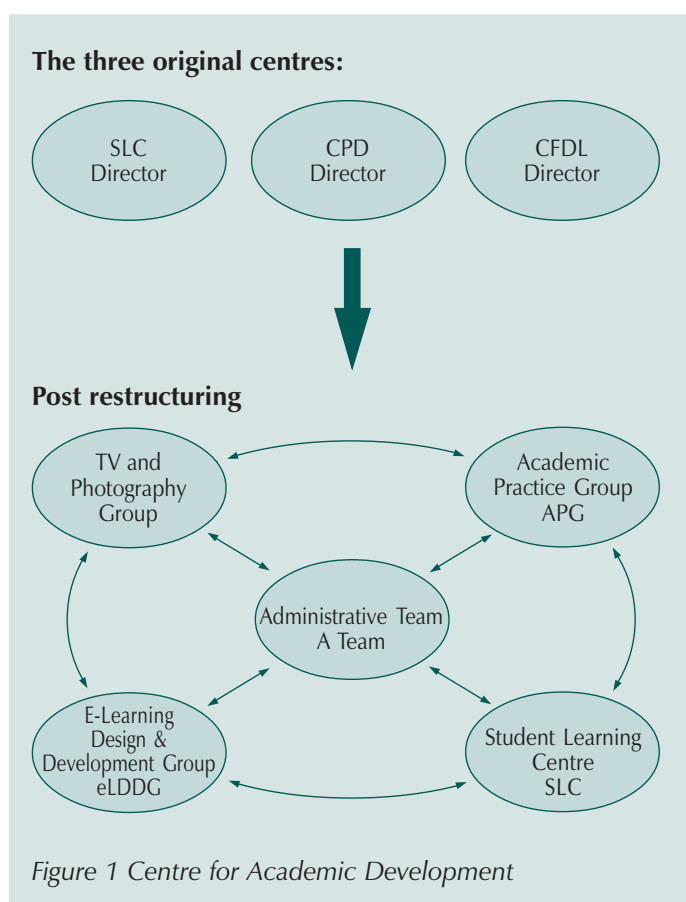 The three original centres:
SLC
Director
CPD
Director
CFDL
Director
Post restructuring
TV and
Photography
Group
Academic
Practice Group
APG
Administrative Team
A Team
E-Learning
Design &
Development Group
eLDDG
Student Learning
Centre
SLC
Figure 1 Centre for Academic Development